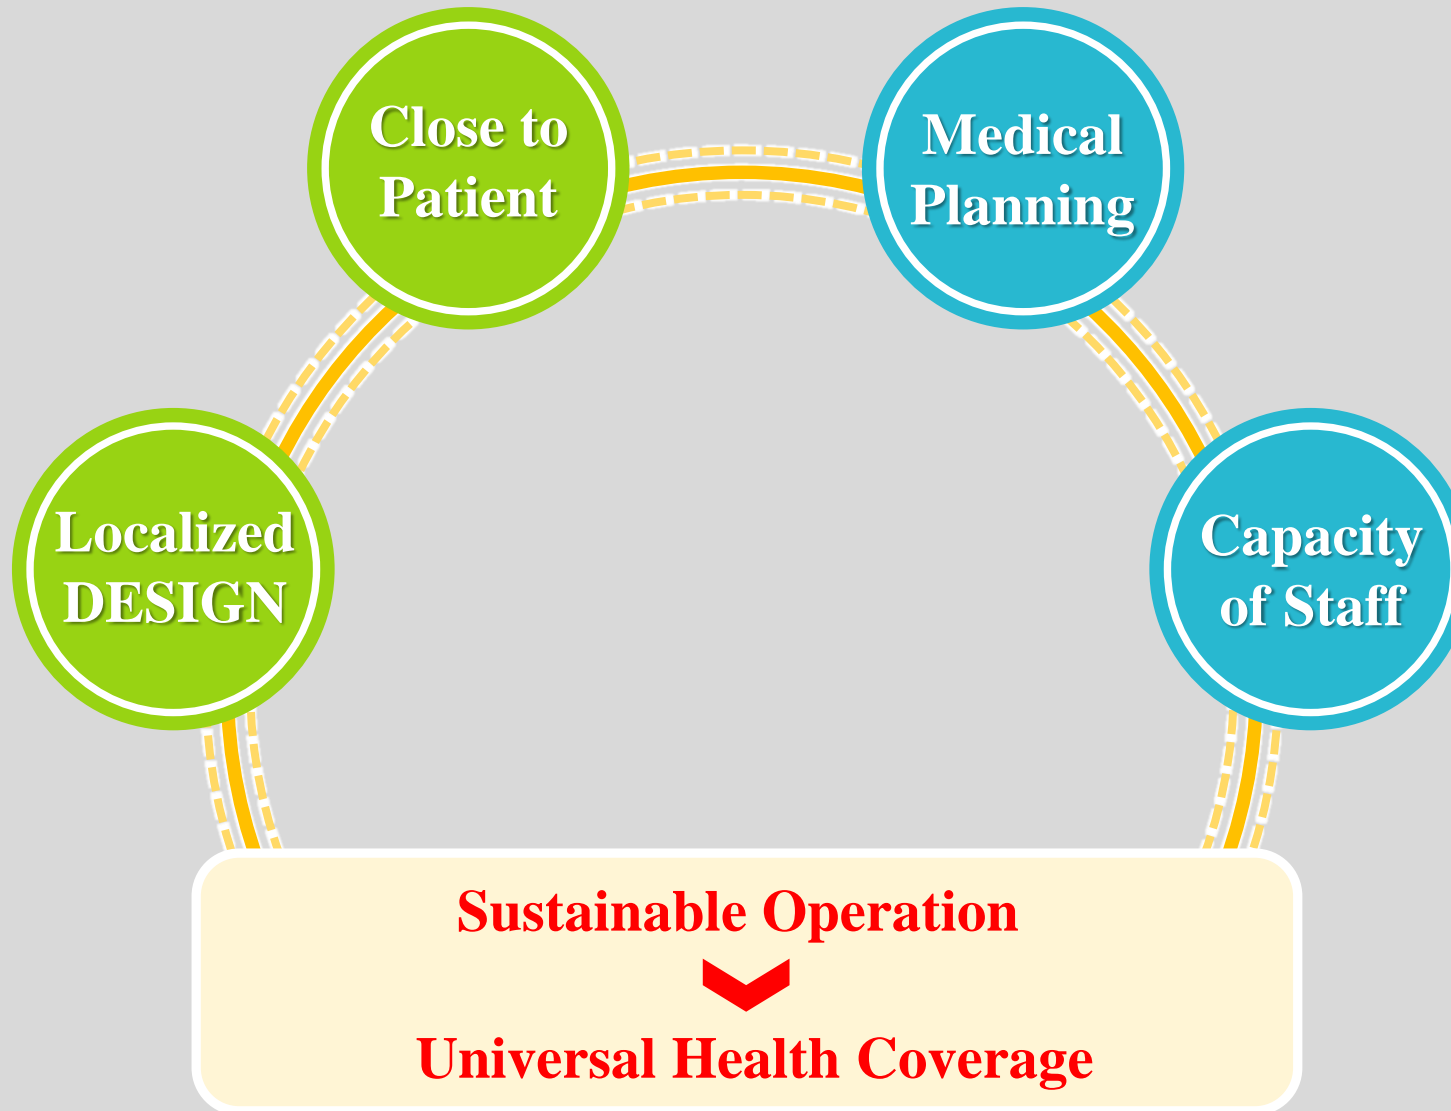 Close to
Patient
Medical
Planning
Localized
DESIGN
Capacity
of Staff
Sustainable Operation
Universal Health Coverage